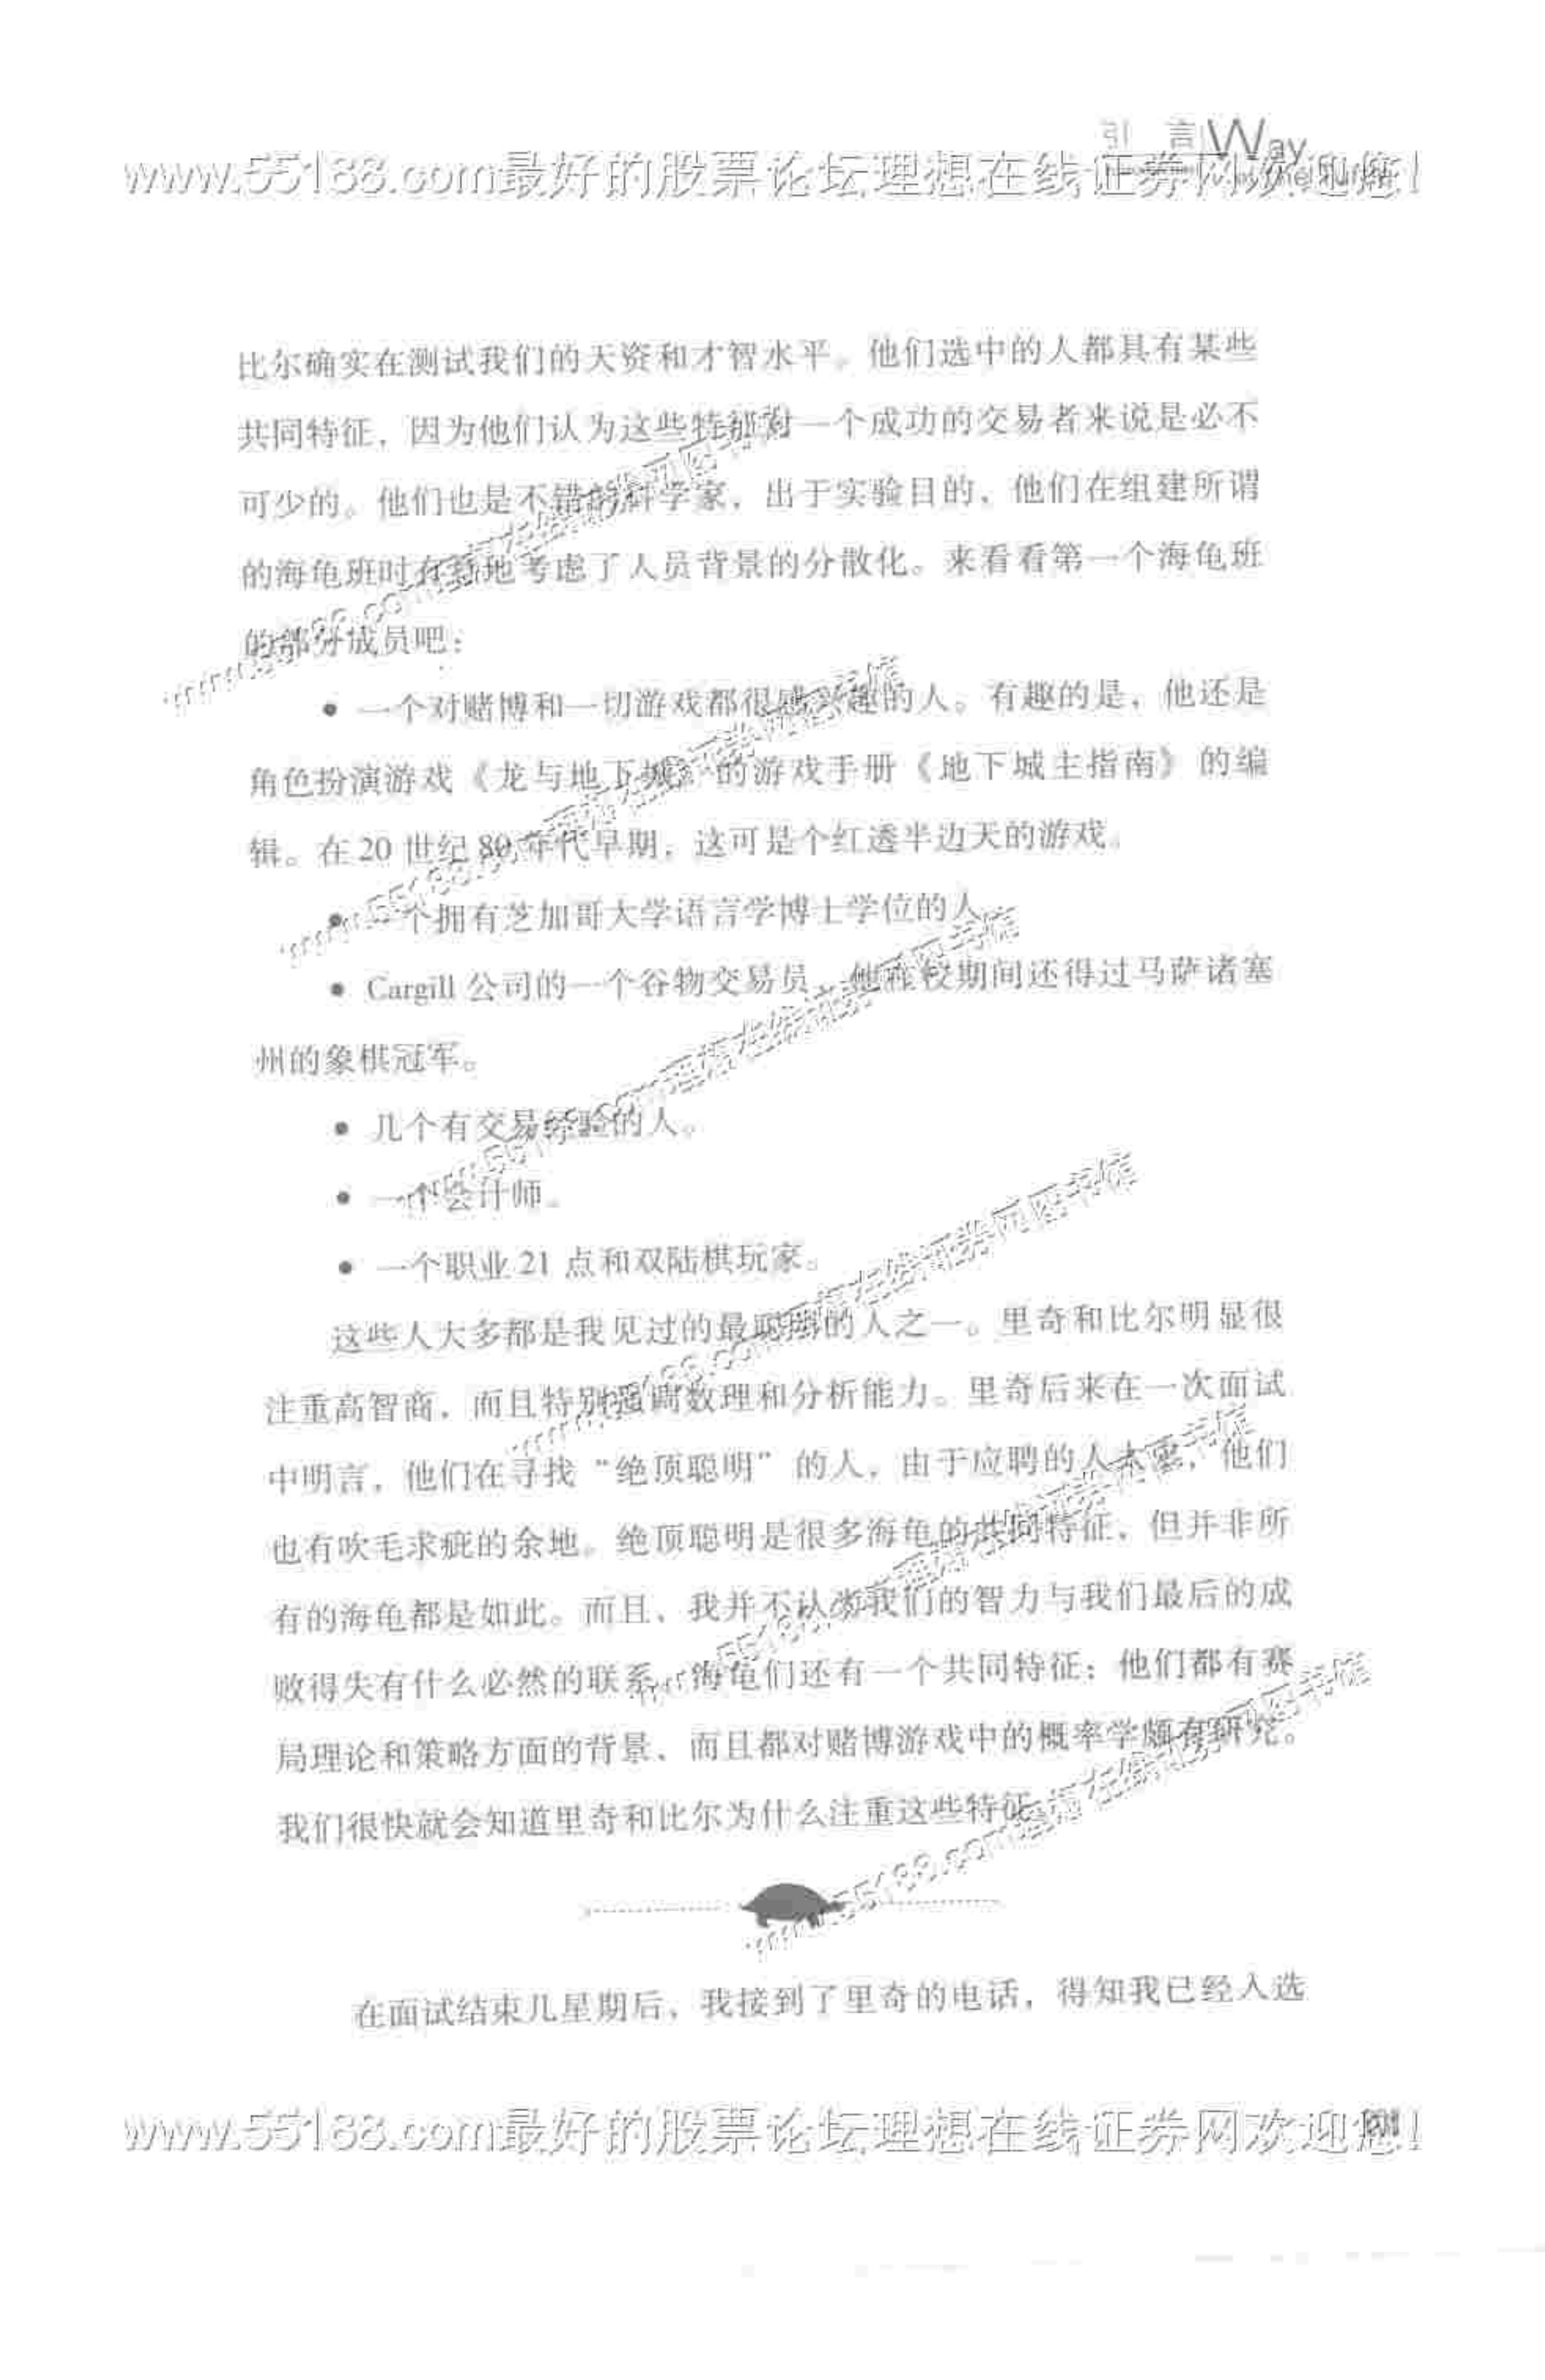 引 言 Way
www.55188.com最好的股票论坛理想在线证券网欢迎您!
比尔确实在测试我们的天资和才智水平。他们选中的人都具有某些
共同特征，因为他们认为这些特征对一个成功的交易者来说是必不
可少的。他们也是不错的科学家，出于实验目的，他们在组建所谓
的海龟班时有意地考虑了人员背景的分散化。来看看第一个海龟班
的部分成员吧：
• 一个对赌博和一切游戏都很感兴趣的人。有趣的是，他还是
角色扮演游戏《龙与地下城》的游戏手册《地下城主指南》的编
辑。在20世纪80年代早期，这可是个红透半边天的游戏。
• 一个拥有芝加哥大学语言学博士学位的人。
• Cargill 公司的一个谷物交易员，他在校期间还得过马萨诸塞
州的象棋冠军。
• 几个有交易经验的人。
• 一个会计师。
• 一个职业21点和双陆棋玩家。
这些人大多都是我见过的最聪明的人之一。里奇和比尔明显很
注重高智商，而且特别强调数理和分析能力。里奇后来在一次面试
中明言，他们在寻找“绝顶聪明”的人，由于应聘的人太多，他们
也有吹毛求疵的余地。绝顶聪明是很多海龟的共同特征，但并非所
有的海龟都是如此。而且，我并不认为我们的智力与我们最后的成
败得失有什么必然的联系。海龟们还有一个共同特征：他们都有赛
局理论和策略方面的背景，而且都对赌博游戏中的概率学颇有研究。
我们很快就会知道里奇和比尔为什么注重这些特征。
在面试结束几星期后，我接到了里奇的电话，得知我已经入选
www.55188.com最好的股票论坛理想在线证券网欢迎您!